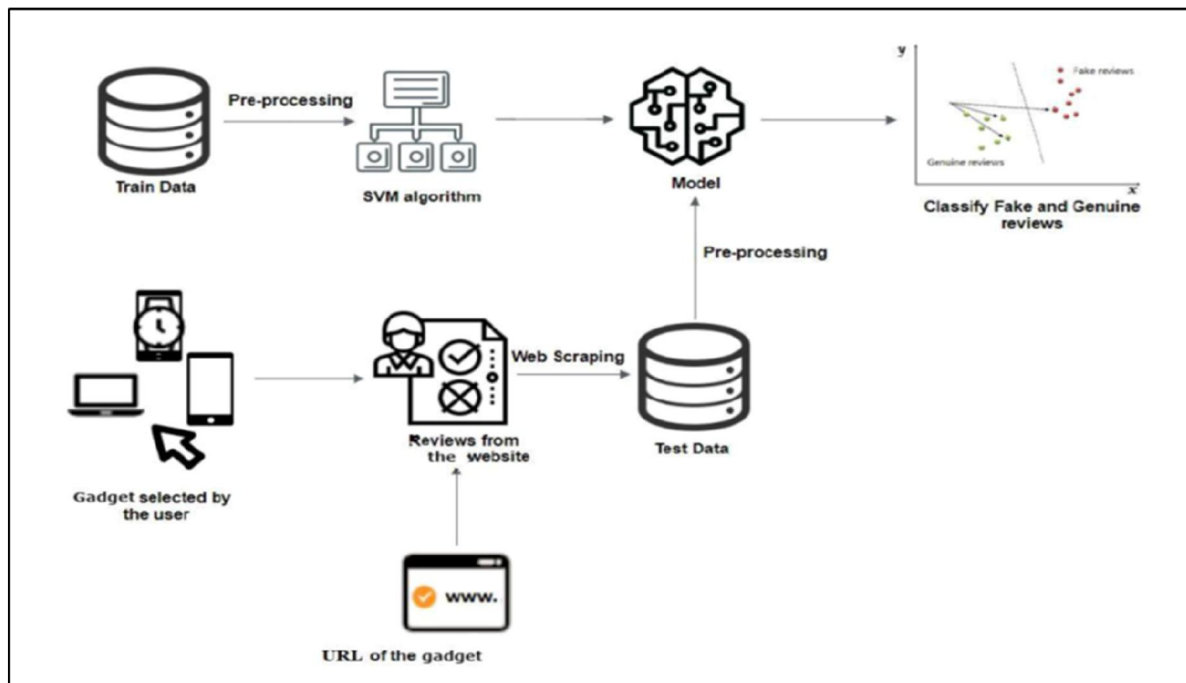 y
Fake reviews
Pre-processing
Genuine reviews
x
Train Data
SVM algorithm
Model
Classify Fake and Genuine
reviews
Pre-processing
Web Scraping
Reviews from
the website
Test Data
Gadget selected by
the user
www.
URL of the gadget